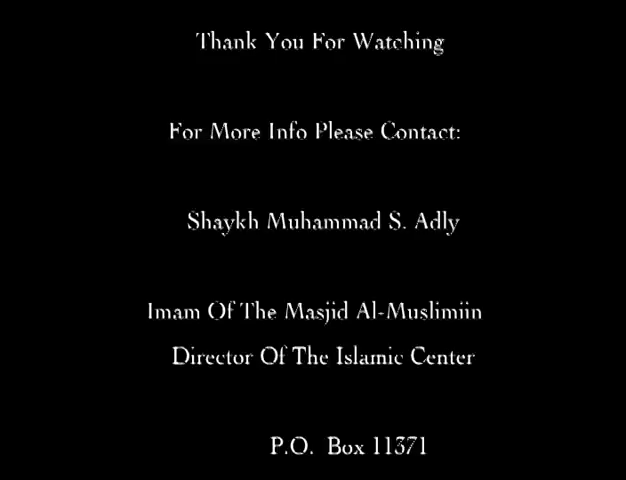 Thank You For Watching
For More Info Please Contact:
Shaykh Muhammad S. Adly
Imam Of The Masjid Al-Muslimiin
Director Of The Islamic Center
P.O. Box 11371